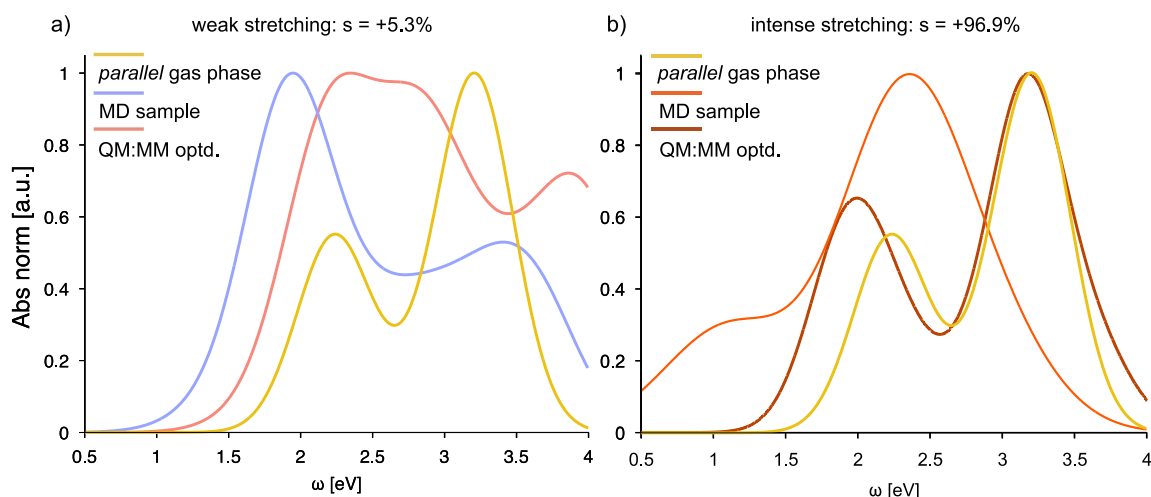 a)
weak stretching: s = +5.3%
parallel gas phase
MD sample
QM:MM optd.
Abs norm [a.u.]
1
0.8
0.6
0.4
0.2
0
0.5
1
1.5
2
2.5
3
3.5
4
ω [eV]
b)
intense stretching: s = +96.9%
parallel gas phase
MD sample
QM:MM optd.
1
0.8
0.6
0.4
0.2
0
0.5
1
1.5
2
2.5
3
3.5
4
ω [eV]